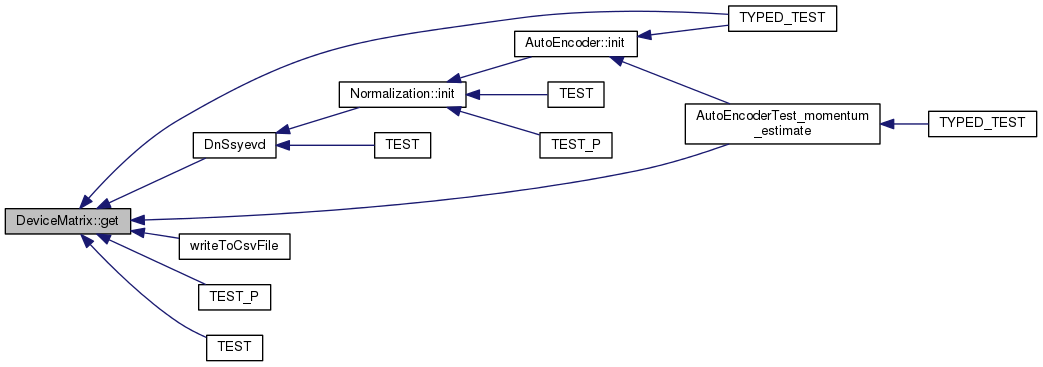 TYPED_TEST
AutoEncoder::init
Normalization::init
TEST
AutoEncoderTest_momentum
_estimate
TYPED_TEST
DnSsyevd
TEST
TEST_P
DeviceMatrix::get
writeToCsvFile
TEST_P
TEST